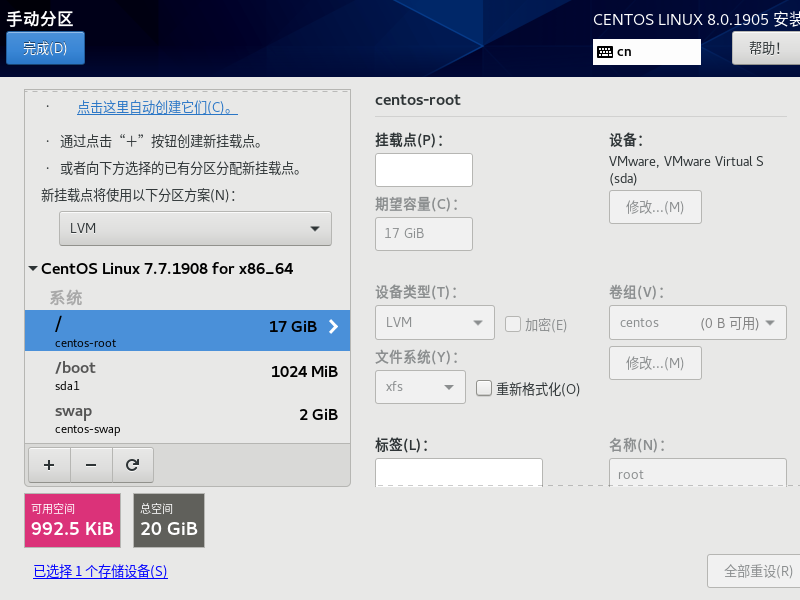 手动分区
CENTOS LINUX 8.0.1905 安装
完成(D)
cn
帮助！
· 点击这里自动创建它们(C)。
· 通过点击“＋”按钮创建新挂载点。
· 或者向下方选择的已有分区分配新挂载点。
新挂载点将使用以下分区方案(N)：
LVM
CentOS Linux 7.7.1908 for x86_64
系统
/ 17 GiB
centos-root
/boot 1024 MiB
sda1
swap 2 GiB
centos-swap
+ − 
可用空间
992.5 KiB
总空间
20 GiB
已选择 1 个存储设备(S)
centos-root
挂载点(P)：
设备：
VMware, VMware Virtual S
(sda)
期望容量(C)：
17 GiB
修改...(M)
设备类型(T)：
LVM
加密(E)
卷组(V)：
centos (0 B 可用)
文件系统(Y)：
xfs
重新格式化(O)
修改...(M)
标签(L)：
名称(N)：
root
全部重设(R)